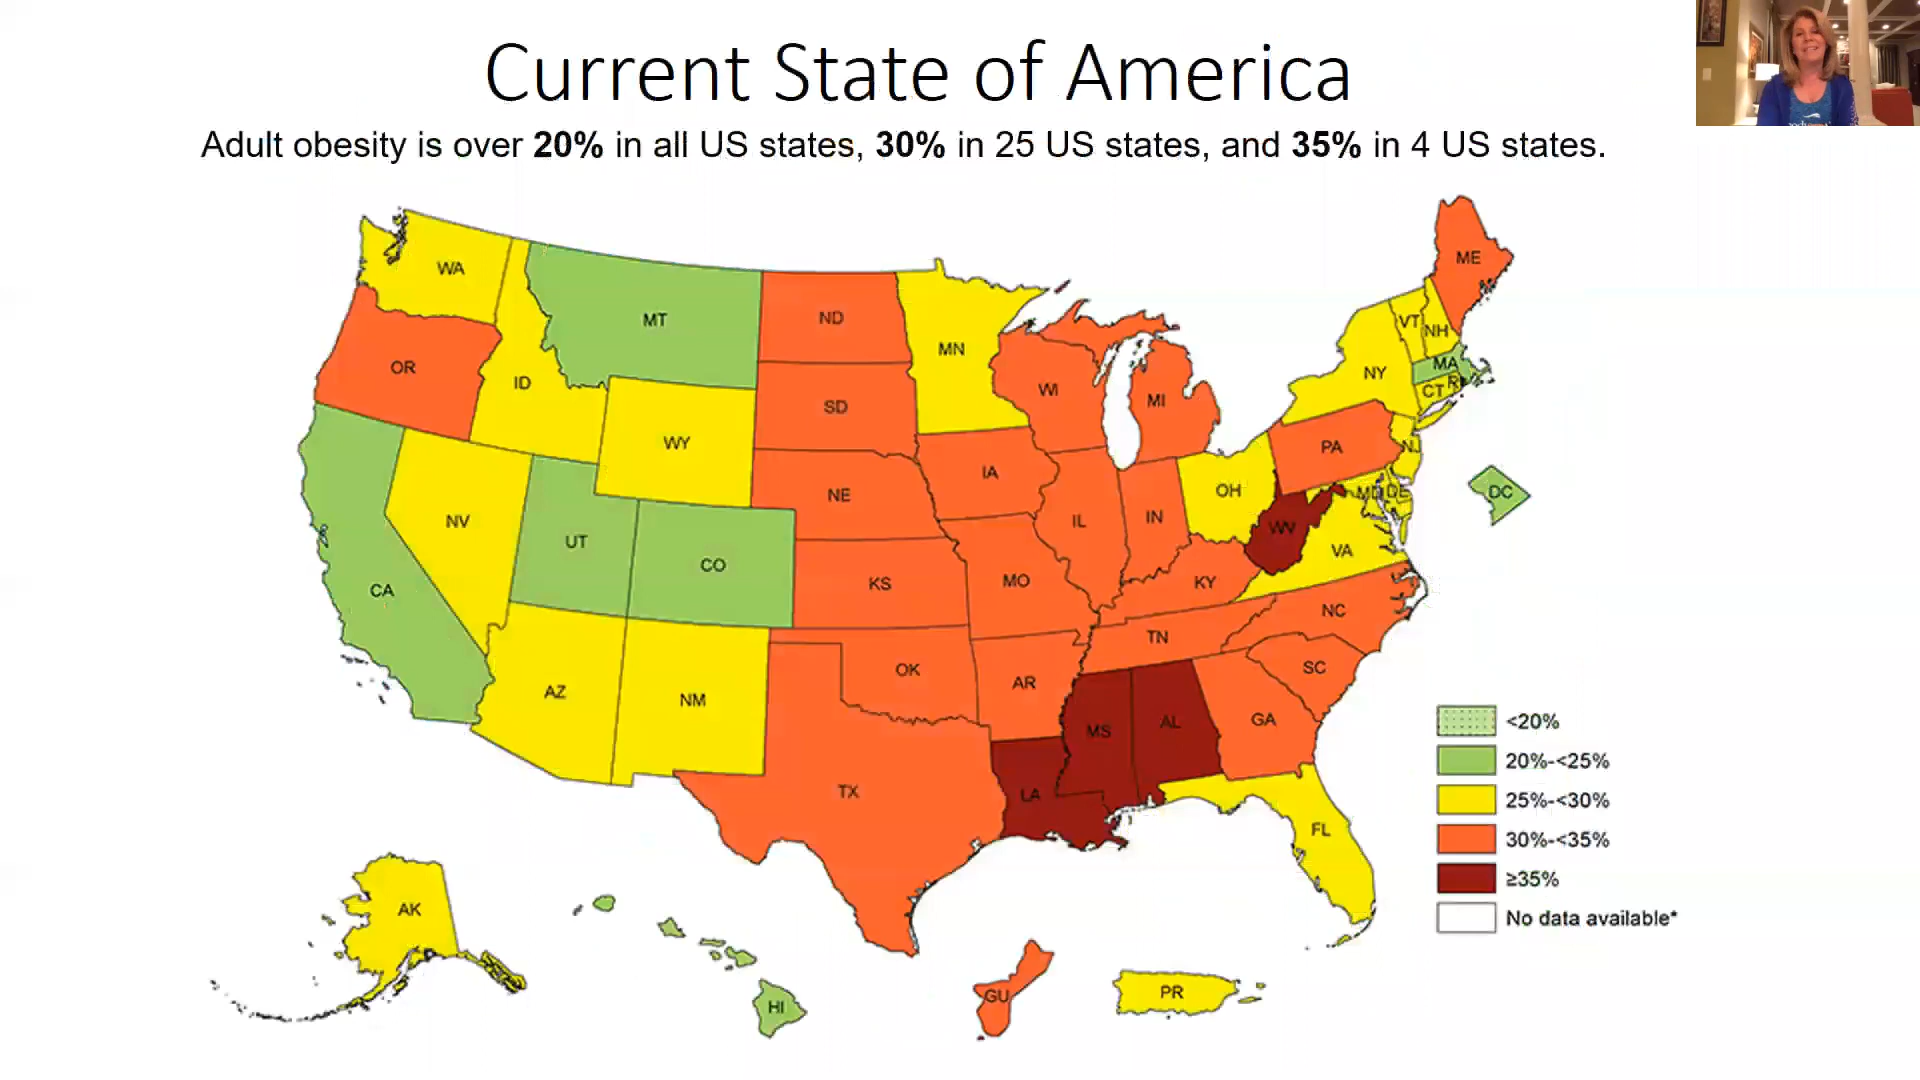 Current State of America
Adult obesity is over 20% in all US states, 30% in 25 US states, and 35% in 4 US states.
WA
MT
ND
MN
ME
VT
NH
OR
ID
SD
WI
MI
NY
MA
CT
WY
IA
PA
NJ
NE
OH
MD
DE
DC
NV
UT
CO
IL
IN
WV
VA
CA
KS
MO
KY
NC
TN
AZ
NM
OK
AR
SC
MS
AL
GA
TX
LA
FL
AK
HI
GU
PR
<20%
20%-<25%
25%-<30%
30%-<35%
≥35%
No data available*